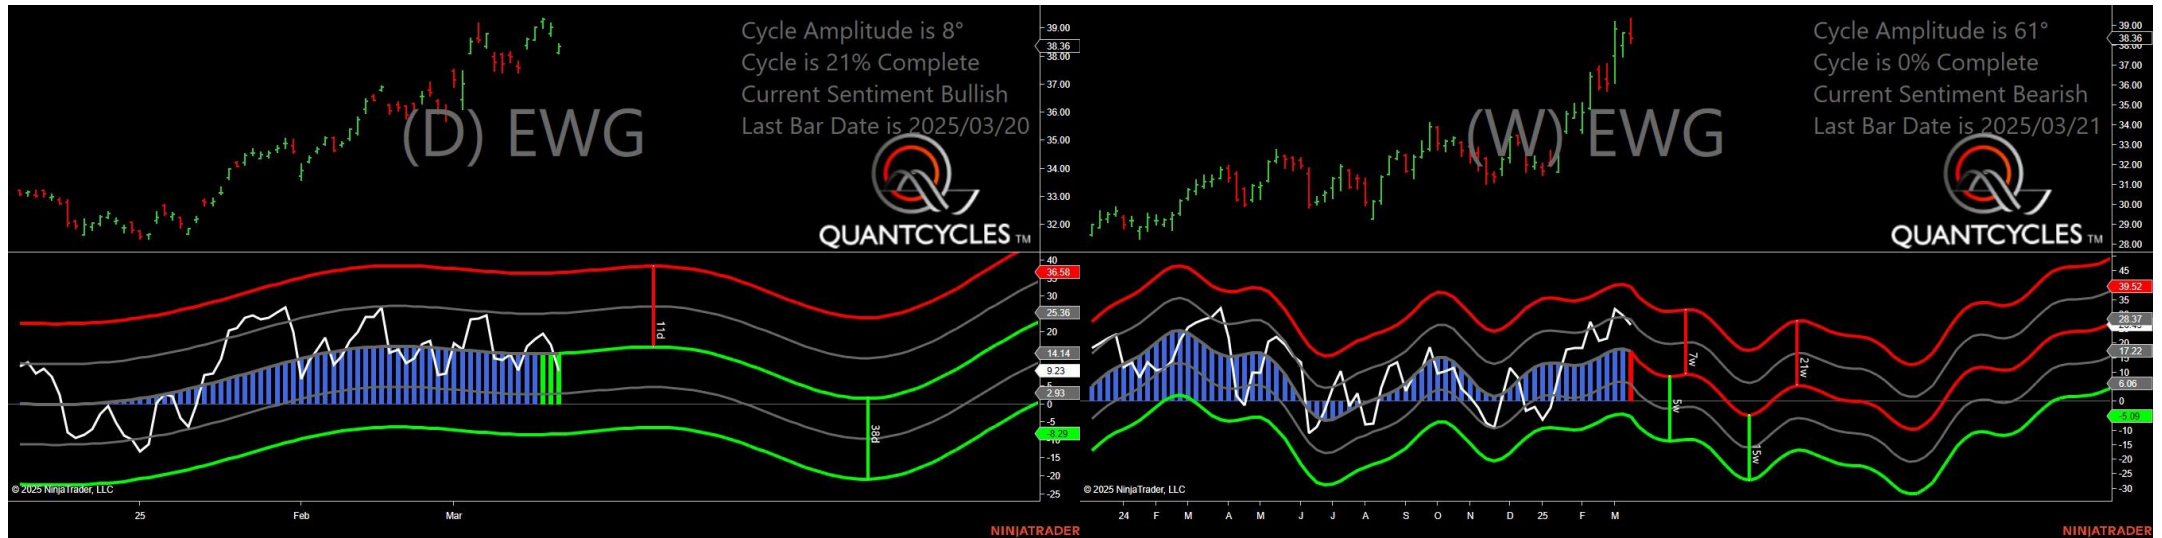 Cycle Amplitude is 8°
Cycle is 21% Complete
Current Sentiment Bullish
Last Bar Date is 2025/03/20
(D) EWG
QUANTCYCLES TM
39.00
38.36
38.00
37.00
36.00
35.00
34.00
33.00
32.00
40
36.58
30
25.36
20
14.14
9.23
5
2.93
0
-5
-8.29
-15
-20
-25
11d
38d
© 2025 NinjaTrader, LLC
25 Feb Mar
NINJATRADER
Cycle Amplitude is 61°
Cycle is 0% Complete
Current Sentiment Bearish
Last Bar Date is 2025/03/21
(W) EWG
QUANTCYCLES TM
39.00
38.36
38.00
37.00
36.00
35.00
34.00
33.00
32.00
31.00
30.00
29.00
28.00
45
39.52
35
28.37
20
17.22
15
10
6.06
0
-5.09
-10
-15
-20
-25
-30
7w
5w
15w
21w
© 2025 NinjaTrader, LLC
24 F M A M J J A S O N D 25 F M
NINJATRADER